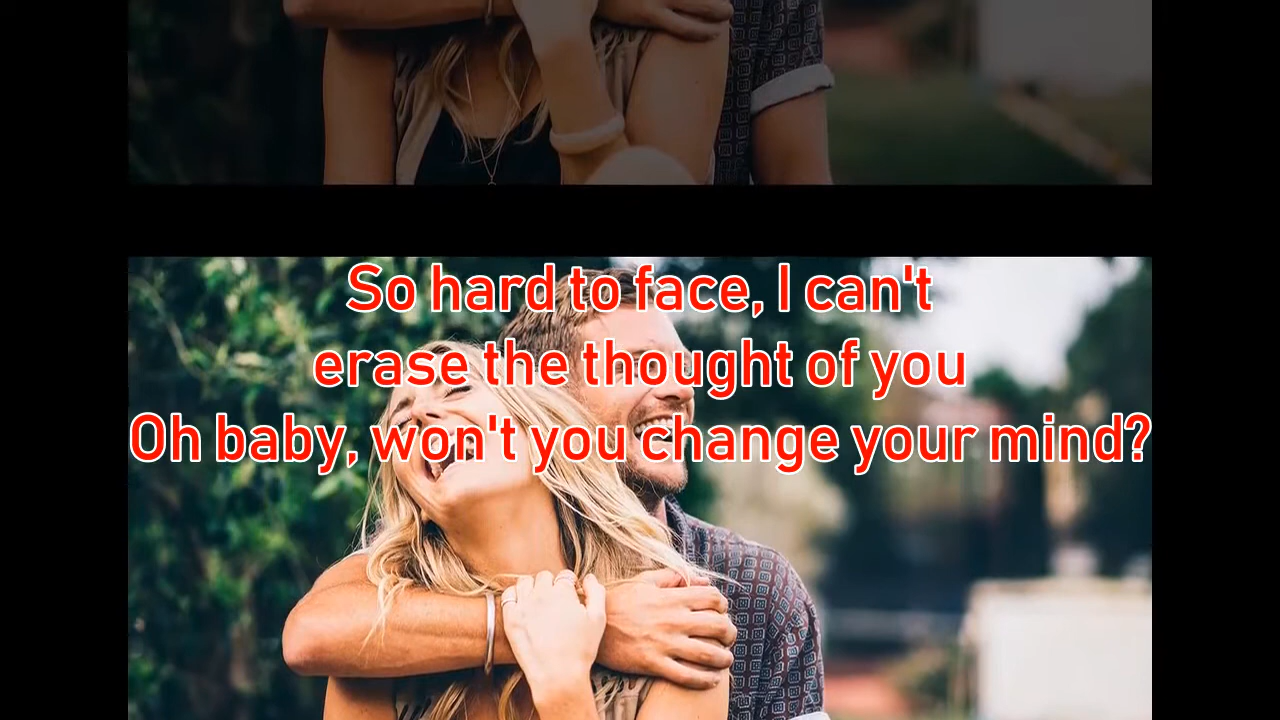 So hard to face, I can't
erase the thought of you
Oh baby, won't you change your mind?